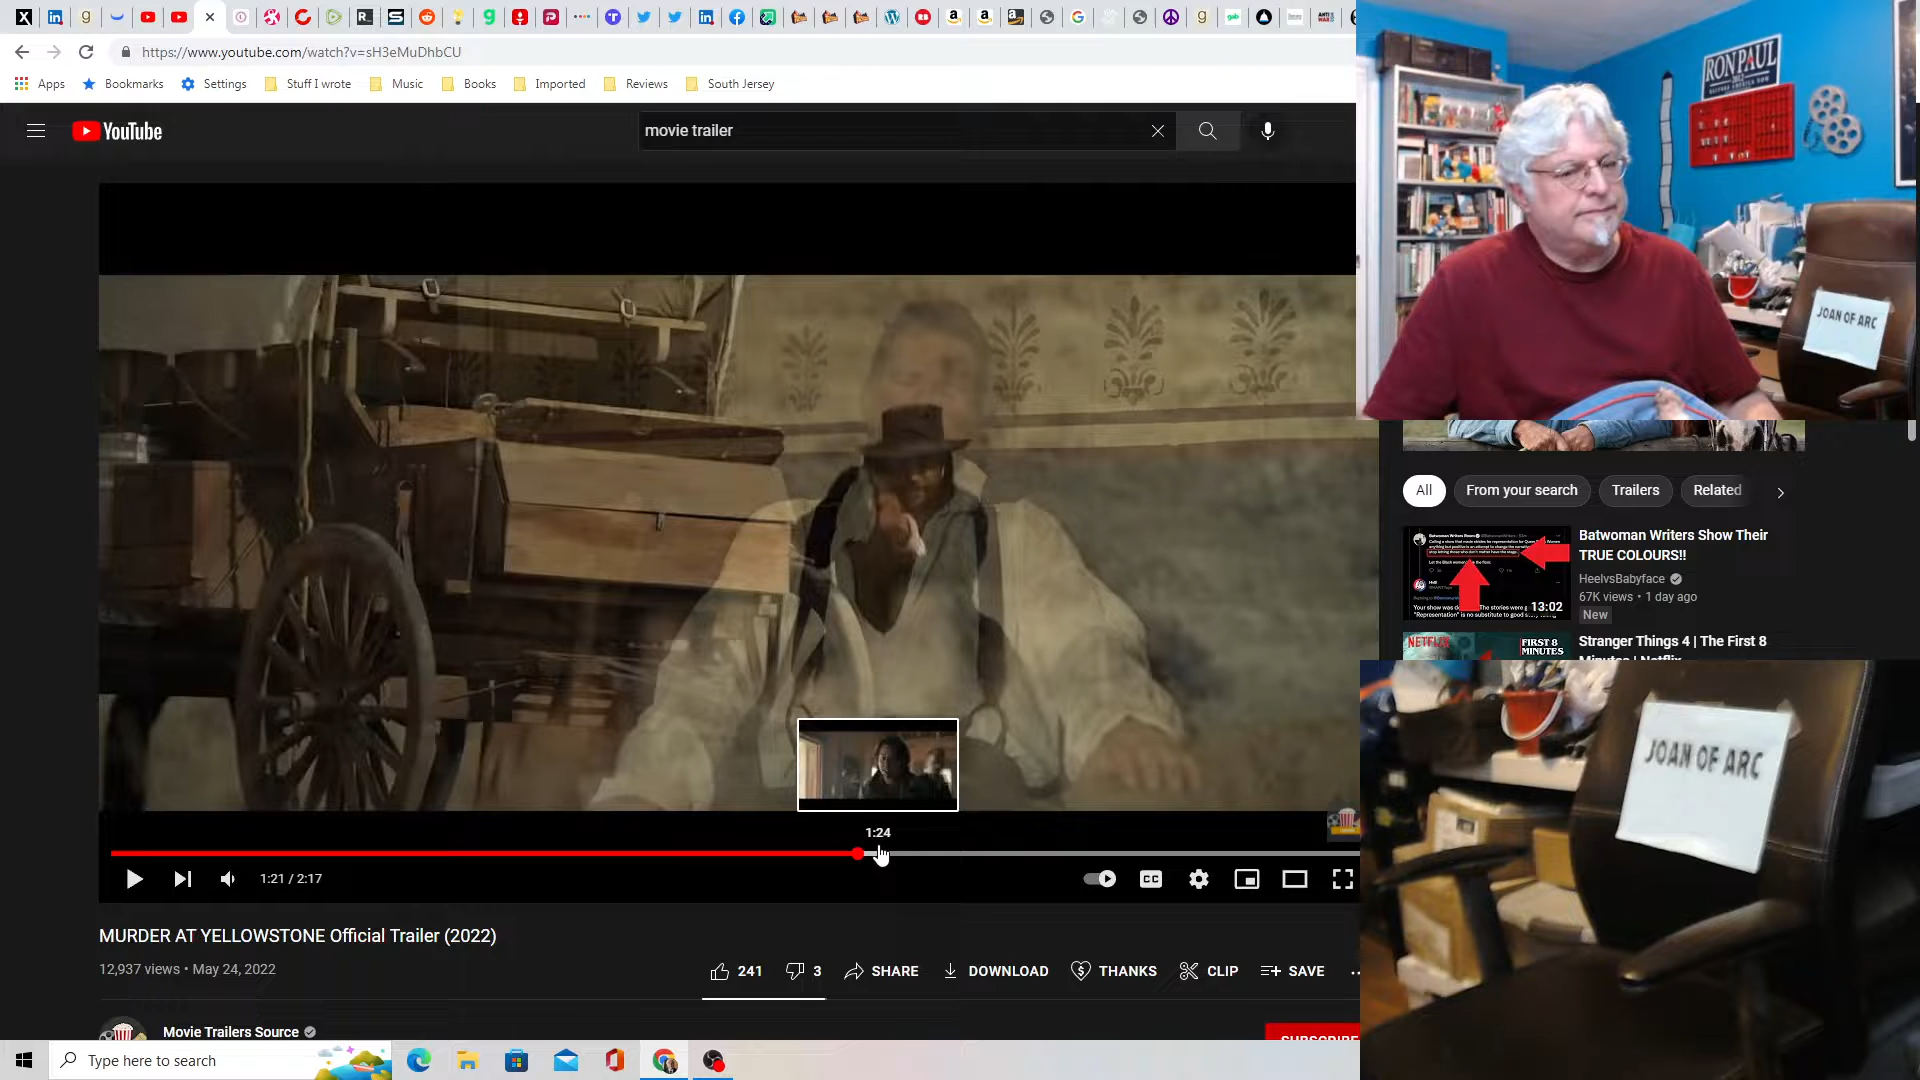 https://www.youtube.com/watch?v=sH3eMuDhbCU
Apps
Bookmarks
Settings
Stuff I wrote
Music
Books
Imported
Reviews
South Jersey
YouTube
movie trailer
RON PAUL
JOAN OF ARC
All
From your search
Trailers
Related
Batwoman Writers Show Their
TRUE COLOURS!!
HeelvsBabyface
67K views • 1 day ago
New
13:02
NETFLIX
FIRST 8
MINUTES
Stranger Things 4 | The First 8
Minutes | Netflix
JOAN OF ARC
1:24
1:21 / 2:17
CC
MURDER AT YELLOWSTONE Official Trailer (2022)
12,937 views • May 24, 2022
241
3
SHARE
DOWNLOAD
THANKS
CLIP
SAVE
Movie Trailers Source
SUBSCRIBE
Type here to search